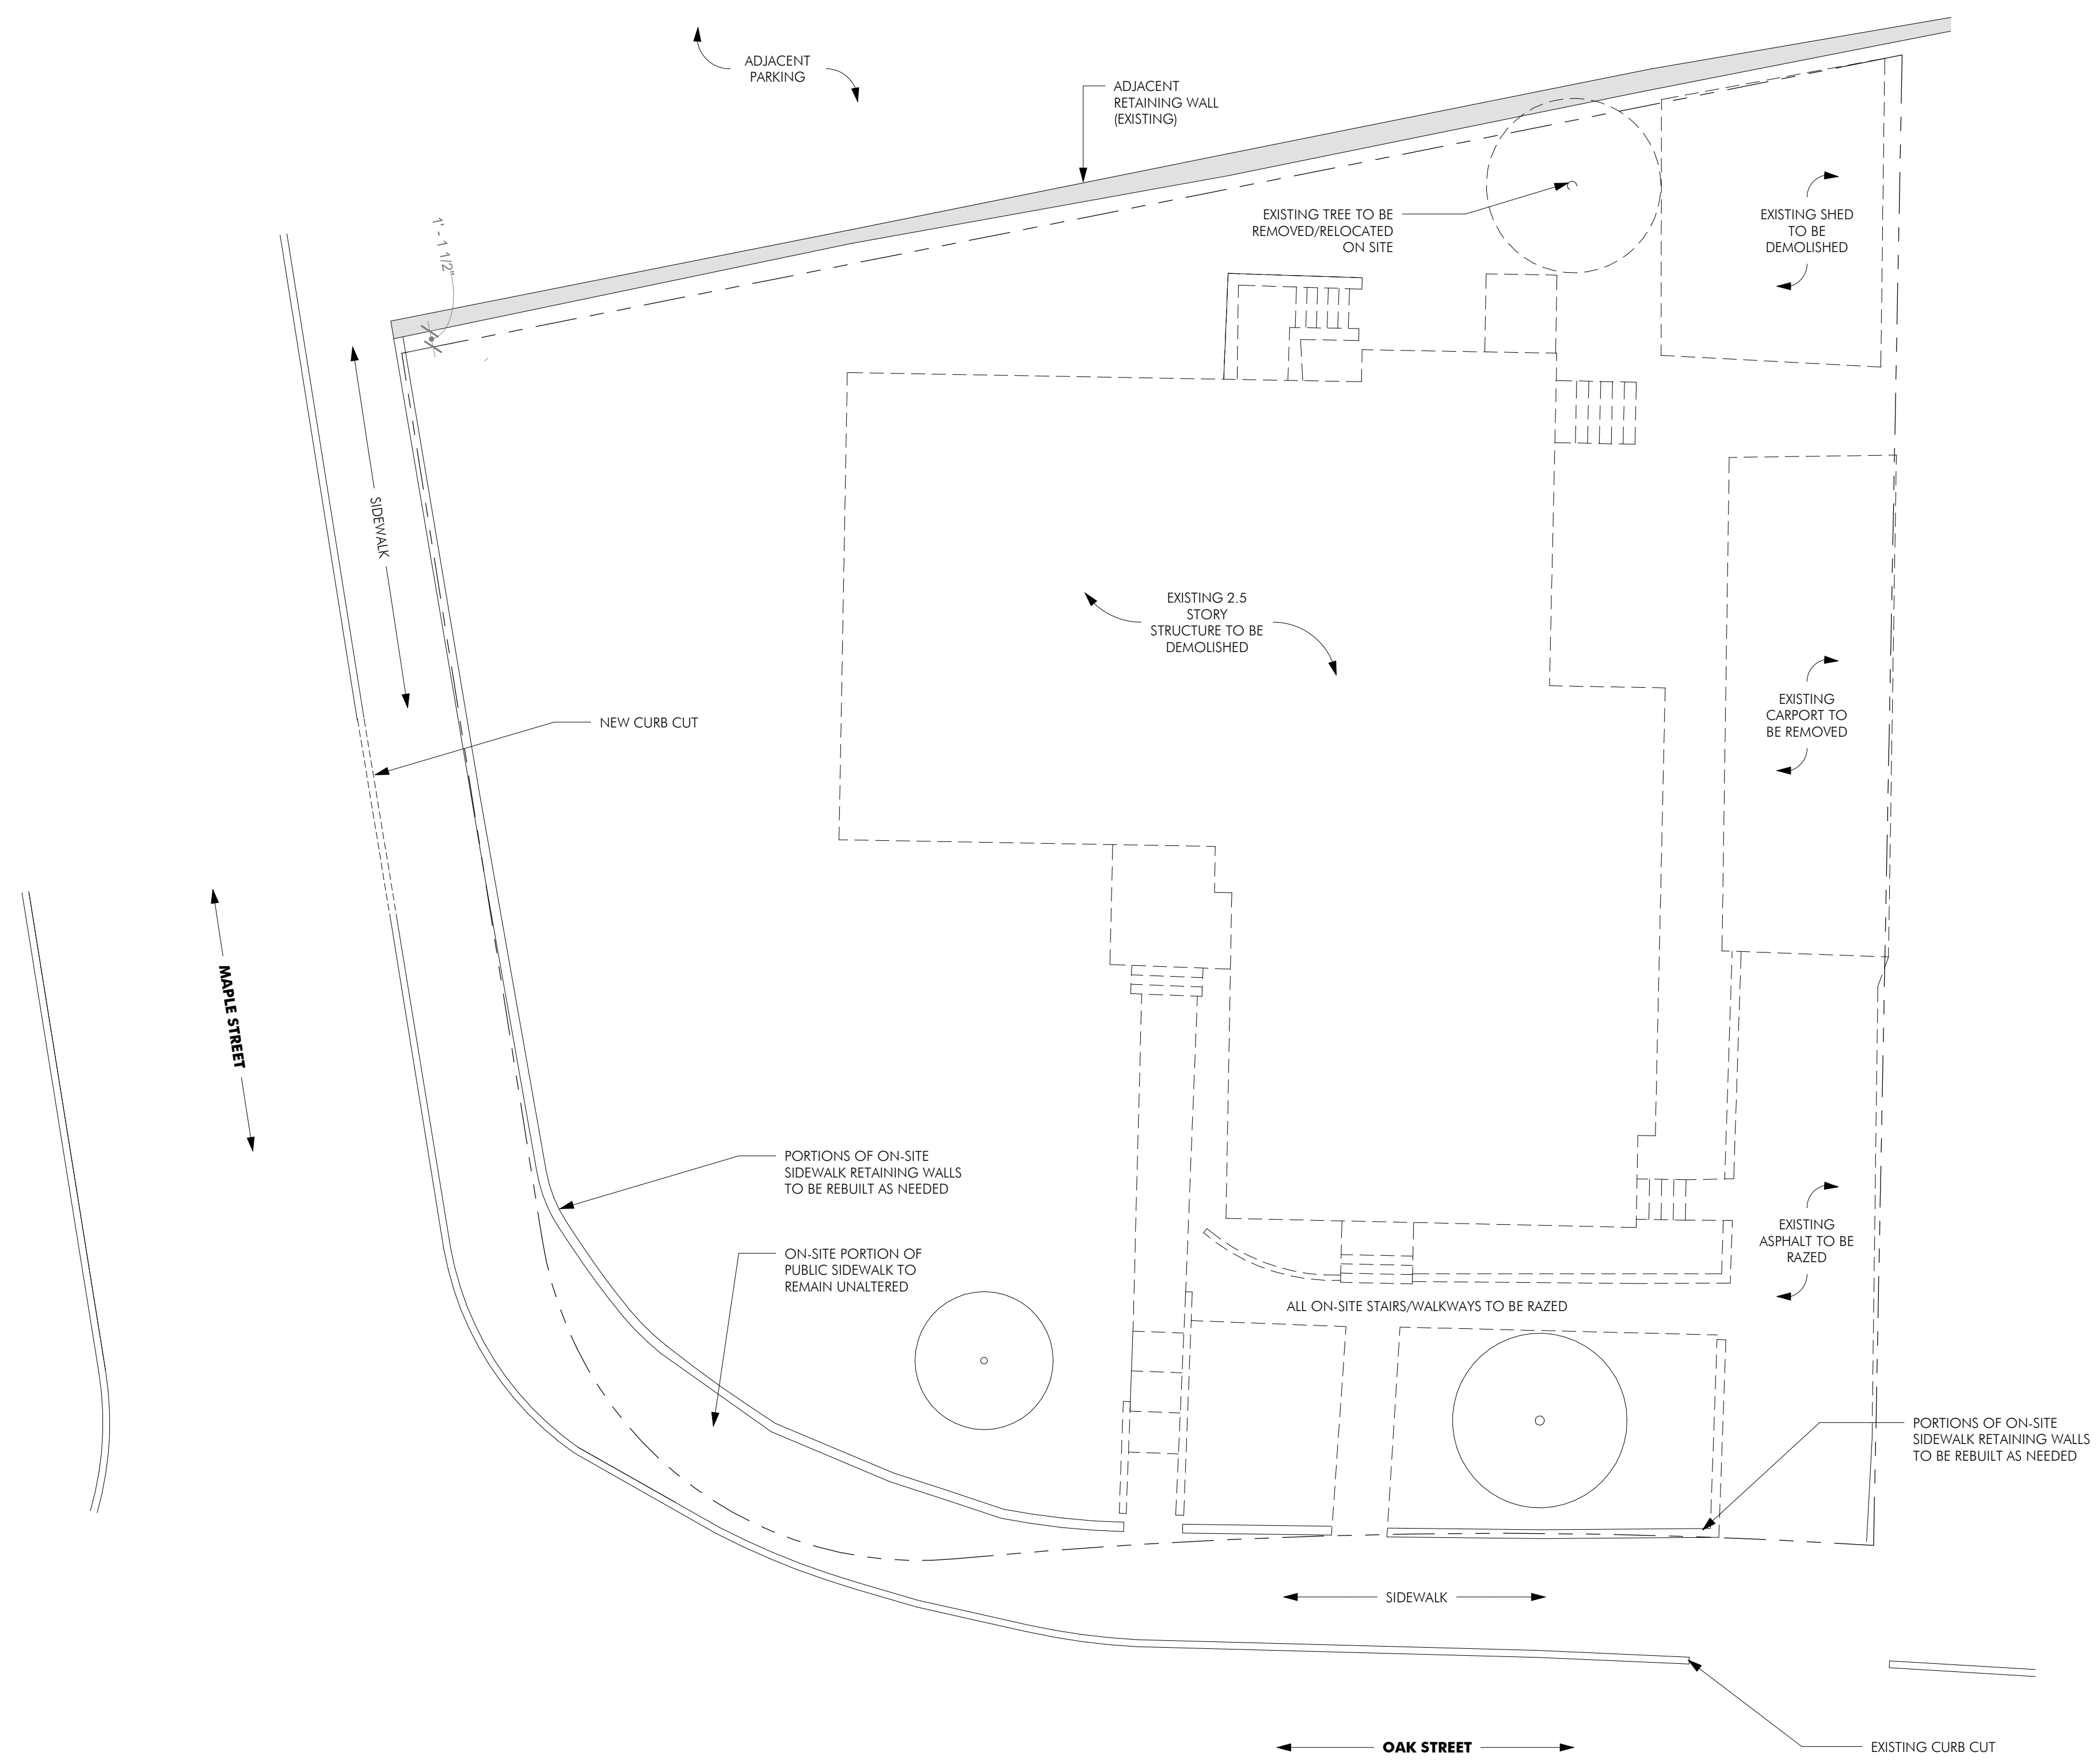 ADJACENT
PARKING
ADJACENT
RETAINING WALL
(EXISTING)
1' - 1 1/2"
EXISTING TREE TO BE
REMOVED/RELOCATED
ON SITE
EXISTING SHED
TO BE
DEMOLISHED
SIDEWALK
EXISTING 2.5
STORY
STRUCTURE TO BE
DEMOLISHED
NEW CURB CUT
EXISTING
CARPORT TO
BE REMOVED
MAPLE STREET
PORTIONS OF ON-SITE
SIDEWALK RETAINING WALLS
TO BE REBUILT AS NEEDED
ON-SITE PORTION OF
PUBLIC SIDEWALK TO
REMAIN UNALTERED
EXISTING
ASPHALT TO BE
RAZED
ALL ON-SITE STAIRS/WALKWAYS TO BE RAZED
PORTIONS OF ON-SITE
SIDEWALK RETAINING WALLS
TO BE REBUILT AS NEEDED
SIDEWALK
OAK STREET
EXISTING CURB CUT